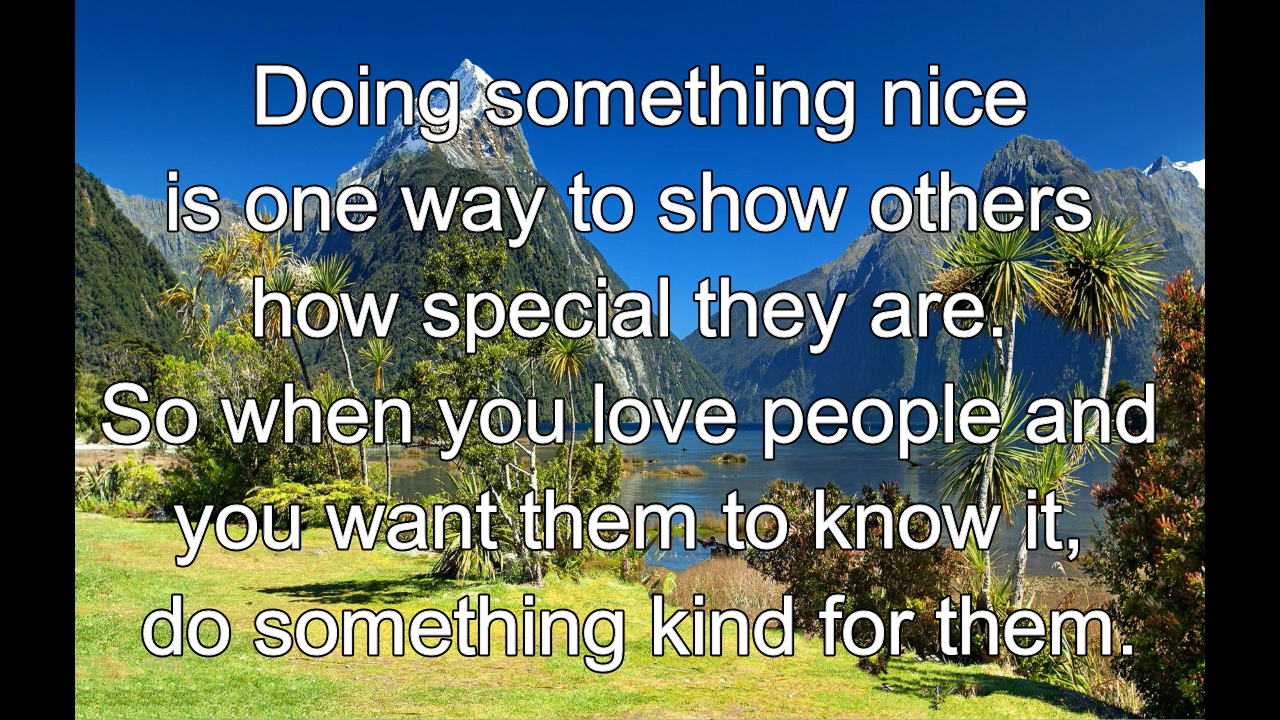 Doing something nice
is one way to show others
how special they are.
So when you love people and
you want them to know it,
do something kind for them.